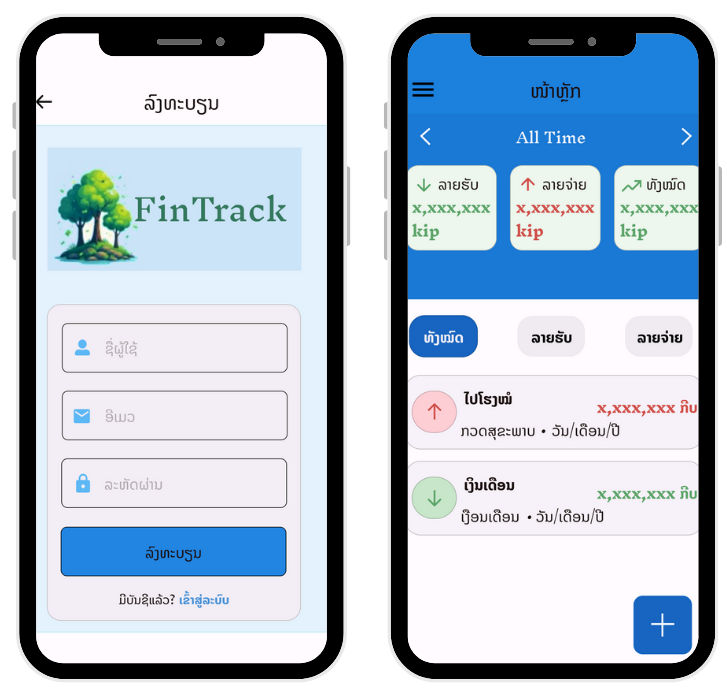 ລົງທະບຽນ
FinTrack
ຊື່ຜູ້ໃຊ້
ອີເມວ
ລະຫັດຜ່ານ
ລົງທະບຽນ
ມີບັນຊີແລ້ວ? ເຂົ້າສູ່ລະບົບ
ໜ້າຫຼັກ
All Time
ລາຍຮັບ
x,xxx,xxx
kip
ລາຍຈ່າຍ
x,xxx,xxx
kip
ທັງໝົດ
x,xxx,xxx
kip
ທັງໝົດ
ລາຍຮັບ
ລາຍຈ່າຍ
ໄປໂຮງໝໍ
x,xxx,xxx ກີບ
ກວດສຸຂະພາບ • ວັນ/ເດືອນ/ປີ
ເງິນເດືອນ
x,xxx,xxx ກີບ
ເງືອນເດືອນ • ວັນ/ເດືອນ/ປີ